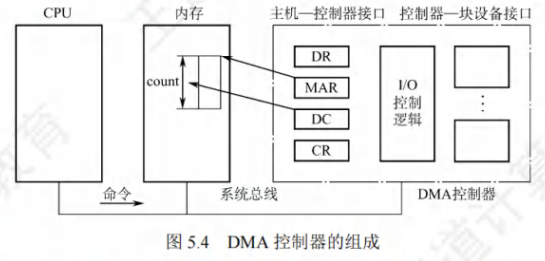 CPU
内存
主机—控制器接口 控制器—块设备接口
count
DR
MAR
DC
CR
I/O
控制
逻辑
⋮
命令
系统总线
DMA控制器
图 5.4 DMA 控制器的组成